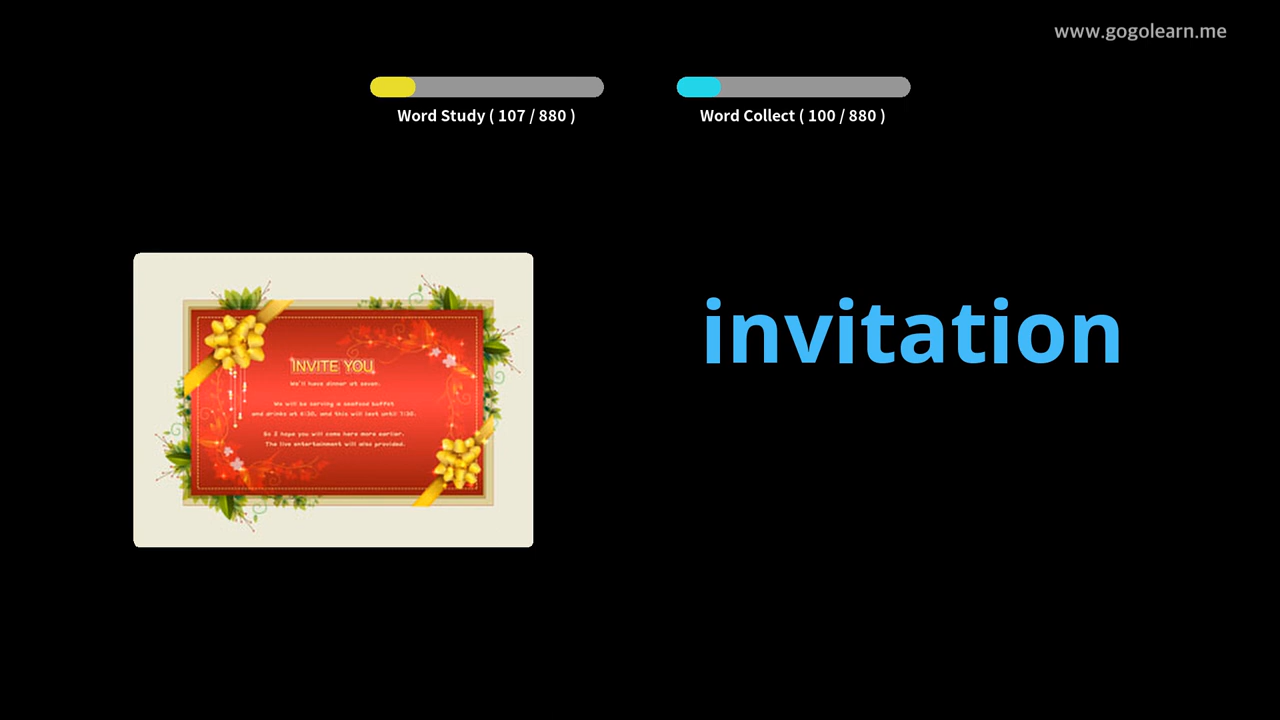 www.gogolearn.me
Word Study ( 107 / 880 )
Word Collect ( 100 / 880 )
invitation
INVITE YOU
We'll have dinner at seven.
We will be serving a seafood buffet
and drinks at 6:30, and this will last until 7:30.
So I hope you will come here more earlier.
The live entertainment will also provided.